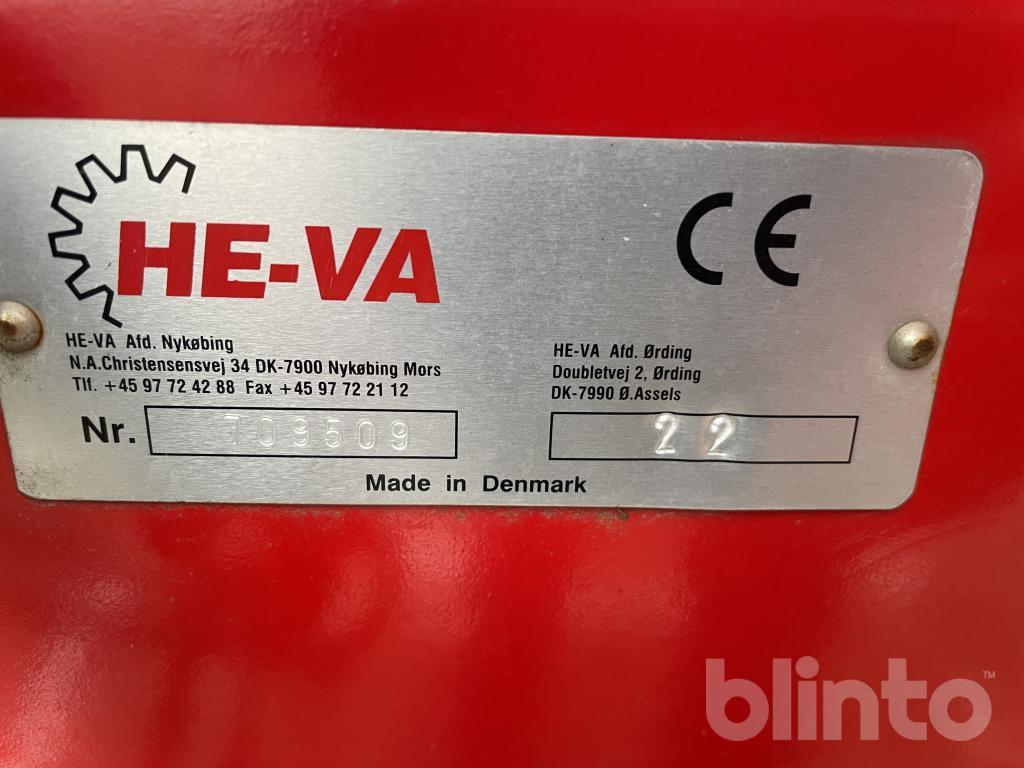 HE-VA
CE
HE-VA Afd. Nykøbing
N.A.Christensensvej 34 DK-7900 Nykøbing Mors
Tlf. +45 97 72 42 88 Fax +45 97 72 21 12
HE-VA Afd. Ørding
Doubletvej 2, Ørding
DK-7990 Ø.Assels
Nr. 709509
22
Made in Denmark
blinto™